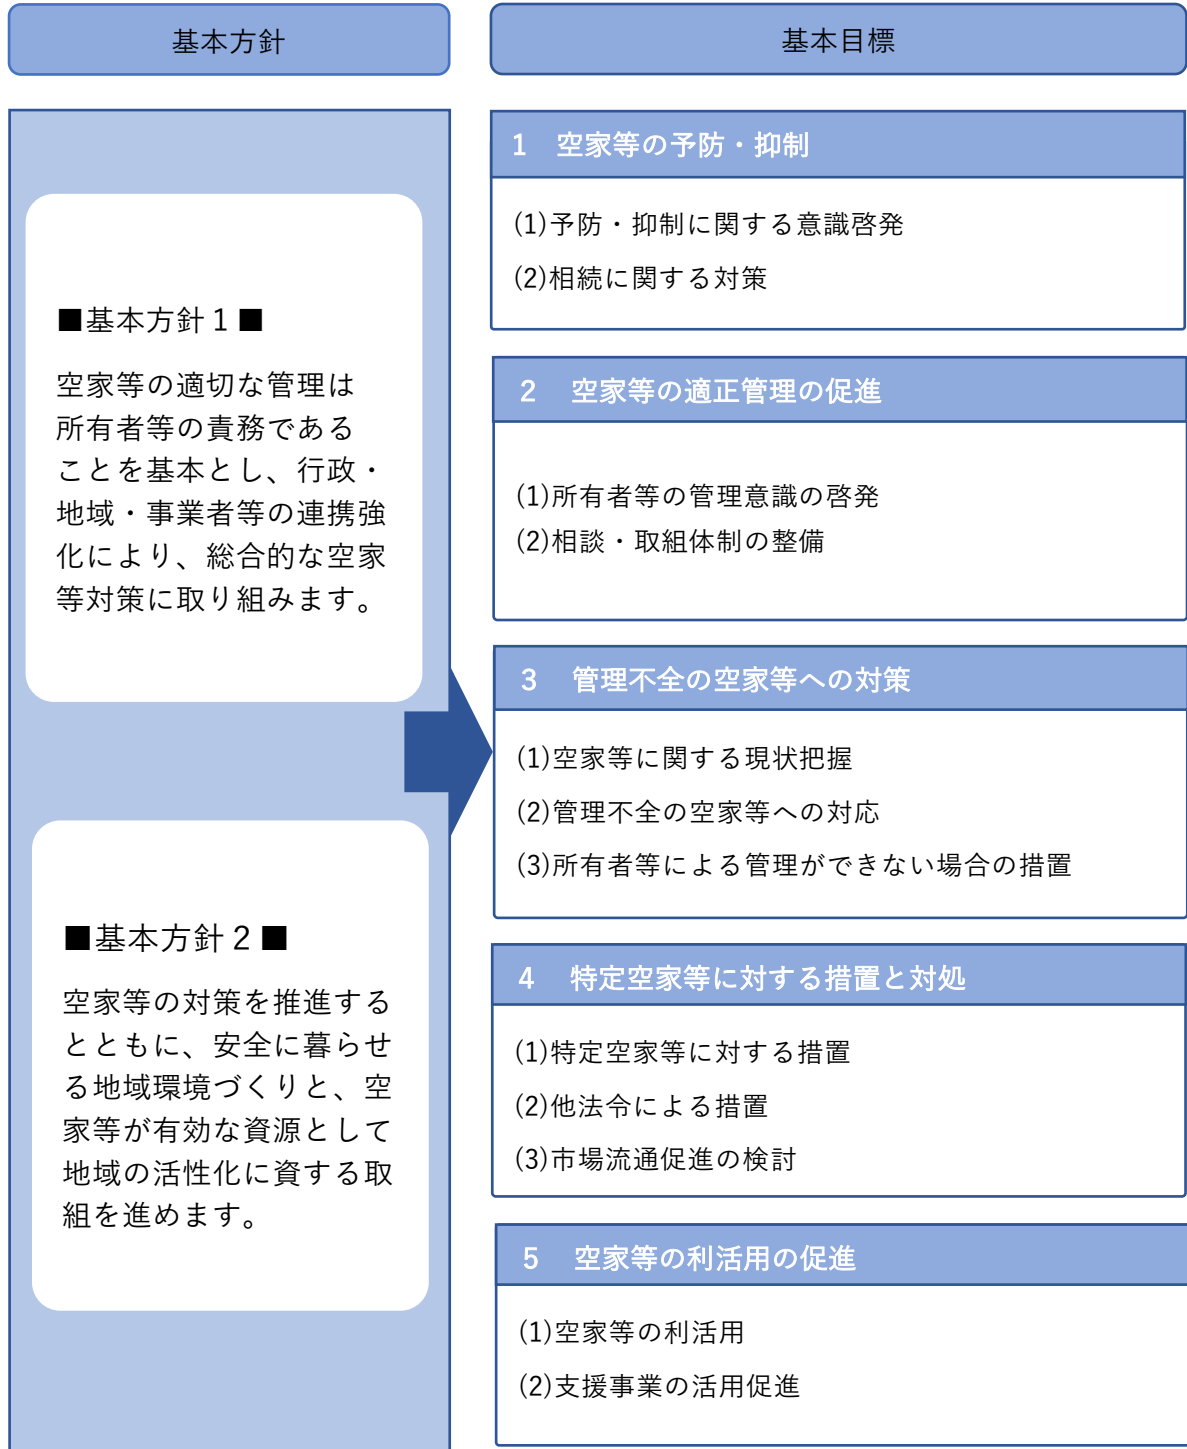 基本方針
基本目標
■基本方針１■
空家等の適切な管理は
所有者等の責務である
ことを基本とし、行政・
地域・事業者等の連携強
化により、総合的な空家
等対策に取り組みます。
■基本方針２■
空家等の対策を推進する
とともに、安全に暮らせ
る地域環境づくりと、空
家等が有効な資源として
地域の活性化に資する取
組を進めます。
1　空家等の予防・抑制
(1)予防・抑制に関する意識啓発
(2)相続に関する対策
2　空家等の適正管理の促進
(1)所有者等の管理意識の啓発
(2)相談・取組体制の整備
3　管理不全の空家等への対策
(1)空家等に関する現状把握
(2)管理不全の空家等への対応
(3)所有者等による管理ができない場合の措置
4　特定空家等に対する措置と対処
(1)特定空家等に対する措置
(2)他法令による措置
(3)市場流通促進の検討
5　空家等の利活用の促進
(1)空家等の利活用
(2)支援事業の活用促進